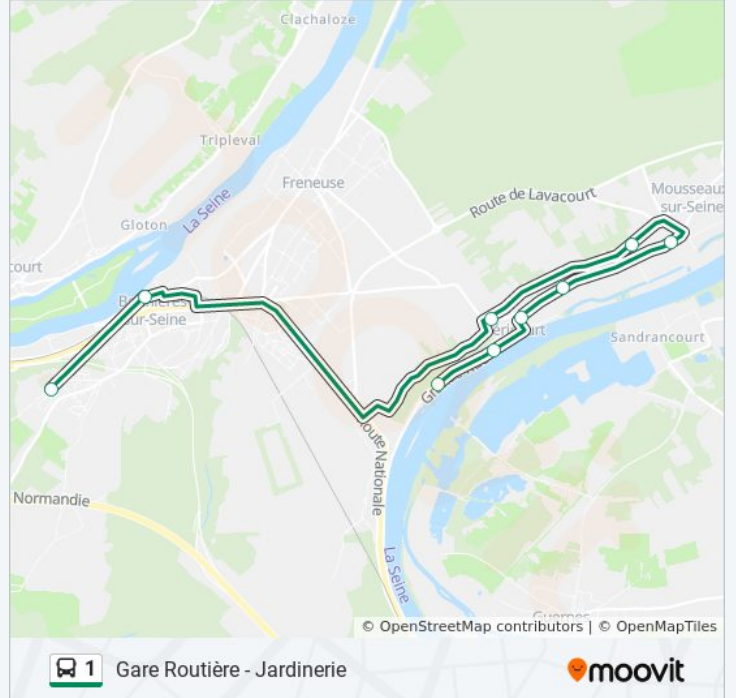 Clachaloze
Tripleval
La Seine
Freneuse
Route de Lavacourt
Mousseaux
sur-Seine
Gloton
court
sur-Seine
Sandrancourt
Route Nationale
Normandie
La Seine
© OpenStreetMap contributors | © OpenMapTiles
1 Gare Routière - Jardinerie
moovit